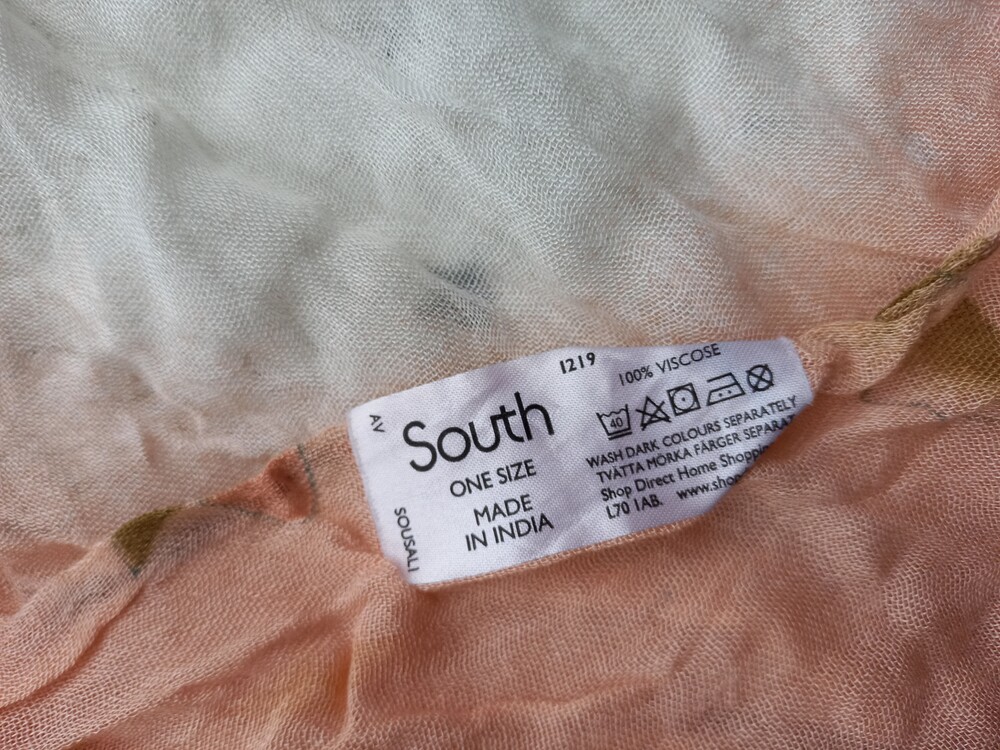 AV
SOUSALI
South
ONE SIZE
MADE
IN INDIA
1219
100% VISCOSE
40
WASH DARK COLOURS SEPARATELY
TVÄTTA MÖRKA FÄRGER
Shop Direct Home
L70 1AB.